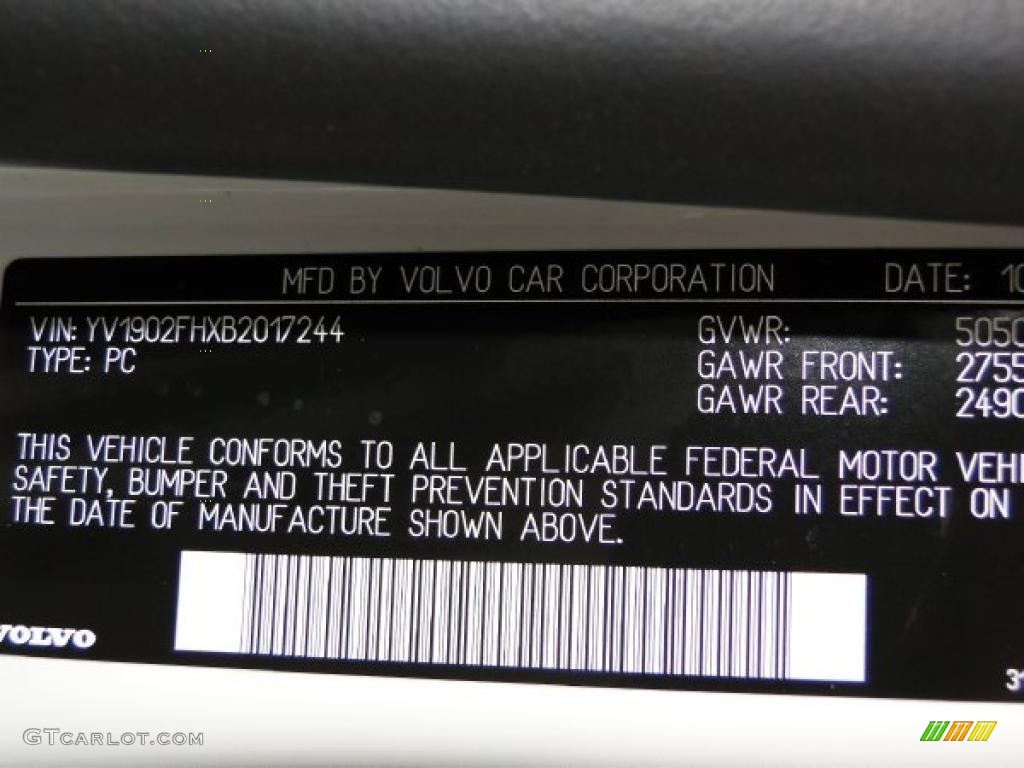 MFD BY VOLVO CAR CORPORATION DATE: 10
VIN: YV1902FHXB2017244 GVWR: 5050
TYPE: PC GAWR FRONT: 2755
GAWR REAR: 2490
THIS VEHICLE CONFORMS TO ALL APPLICABLE FEDERAL MOTOR VEHI
SAFETY, BUMPER AND THEFT PREVENTION STANDARDS IN EFFECT ON
THE DATE OF MANUFACTURE SHOWN ABOVE.
VOLVO
31
GTCARLOT.COM